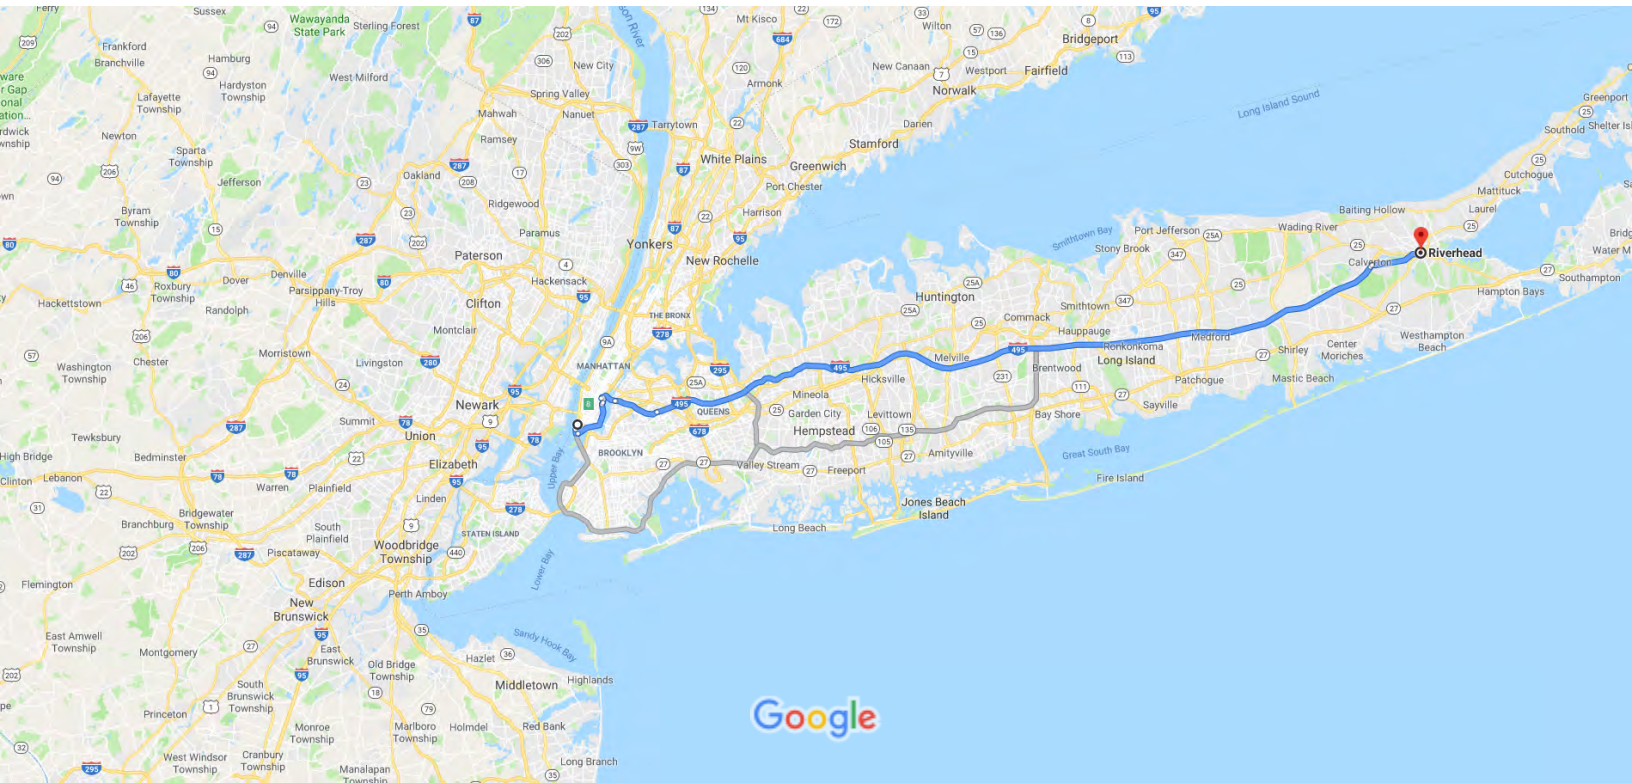 Ferry
Sussex
Wawayanda
State Park
Sterling Forest
Mt Kisco
Wilton
Bridgeport
Frankford
Branchville
Hamburg
Hardyston
Township
West Milford
New City
Armonk
New Canaan
Westport
Fairfield
Norwalk
Lafayette
Township
Spring Valley
Nanuet
Mahwah
Tarrytown
Long Island Sound
Greenport
Newton
Ramsey
Darien
Stamford
Southold
Sparta
Township
White Plains
Greenwich
Oakland
Jefferson
Port Chester
Cutchogue
Mattituck
Byram
Township
Ridgewood
Harrison
Baiting Hollow
Laurel
Paramus
Yonkers
Smithtown Bay
Port Jefferson
Wading River
Stony Brook
Paterson
New Rochelle
Calverton
Riverhead
Denville
Dover
Roxbury
Township
Parsippany-Troy
Hills
Hackensack
Southampton
Hampton Bays
Hackettstown
Randolph
Clifton
Huntington
Smithtown
Commack
THE BRONX
Montclair
Hauppauge
Medford
Westhampton
Beach
Ronkonkoma
Long Island
Center
Moriches
Shirley
Chester
Morristown
Livingston
MANHATTAN
Melville
Brentwood
Washington
Township
Hicksville
Patchogue
Mastic Beach
Mineola
Newark
QUEENS
Garden City
Levittown
Bay Shore
Sayville
Summit
Union
Hempstead
Tewksbury
Bedminster
BROOKLYN
Amityville
Great South Bay
High Bridge
Elizabeth
Upper Bay
Valley Stream
Freeport
Fire Island
Clinton
Lebanon
Warren
Plainfield
Linden
Jones Beach
Island
Bridgewater
Township
Branchburg
South
Plainfield
STATEN ISLAND
Long Beach
Woodbridge
Township
Piscataway
Lower Bay
Flemington
Edison
Perth Amboy
New
Brunswick
East Amwell
Township
Montgomery
East
Brunswick
Sandy Hook Bay
Old Bridge
Township
Hazlet
Highlands
South
Brunswick
Township
Middletown
Princeton
Monroe
Township
Marlboro
Township
Holmdel
Red Bank
Google
West Windsor
Township
Cranbury
Township
Manalapan
Township
Long Branch